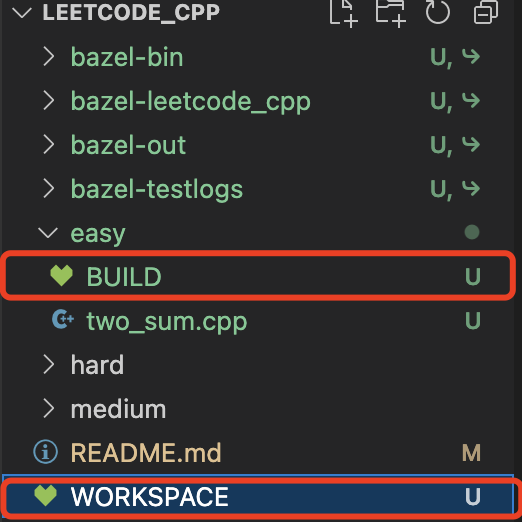 LEETCODE_CPP
bazel-bin U,
bazel-leetcode_cpp U,
bazel-out U,
bazel-testlogs U,
easy
BUILD U
two_sum.cpp U
hard
medium
README.md M
WORKSPACE U